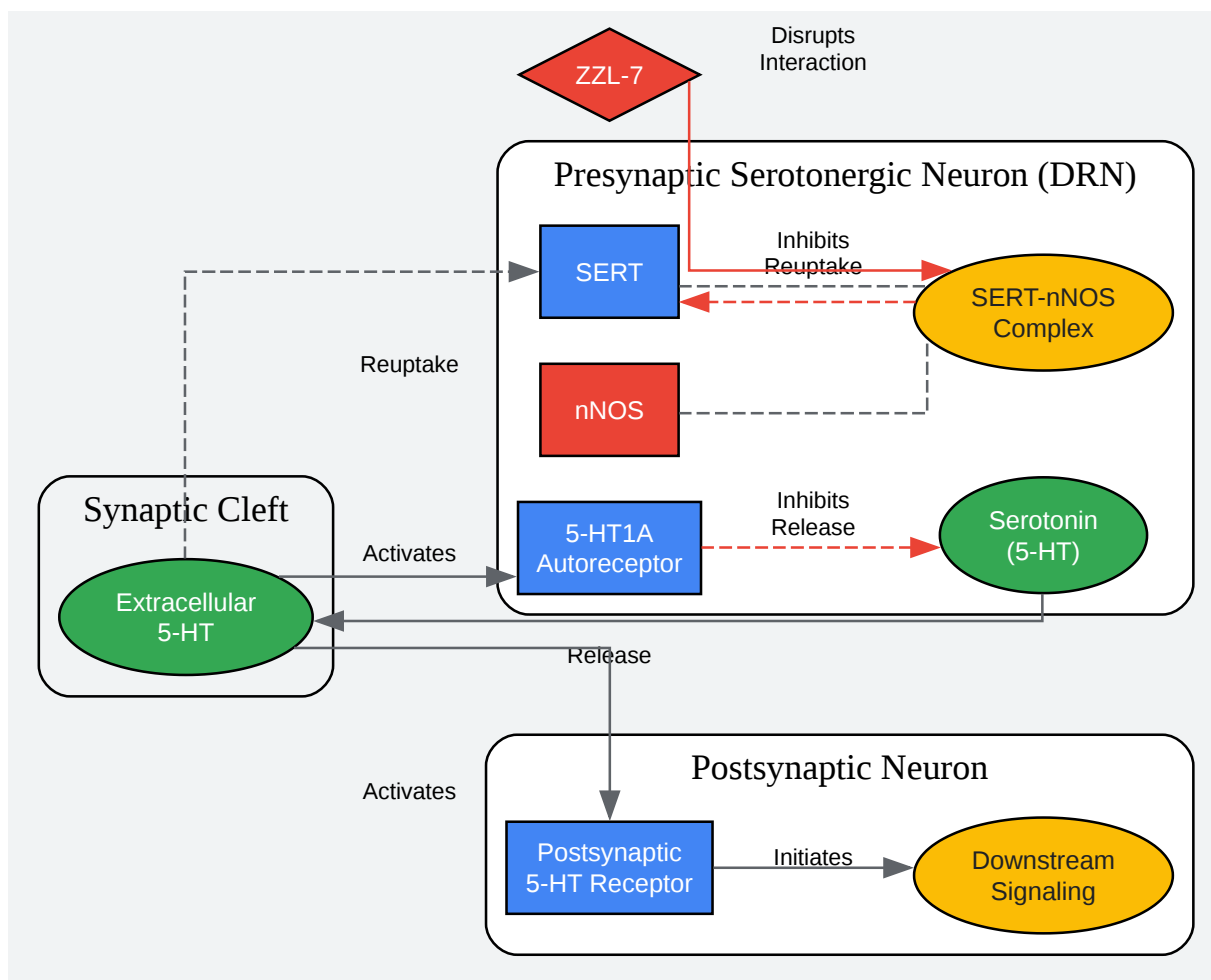 Disrupts
Interaction
ZZL-7
Presynaptic Serotonergic Neuron (DRN)
Inhibits
Reuptake
SERT
SERT-nNOS
Complex
Reuptake
nNOS
Synaptic Cleft
Activates
5-HT1A
Autoreceptor
Inhibits
Release
Serotonin
(5-HT)
Extracellular
5-HT
Release
Postsynaptic Neuron
Activates
Postsynaptic
5-HT Receptor
Initiates
Downstream
Signaling